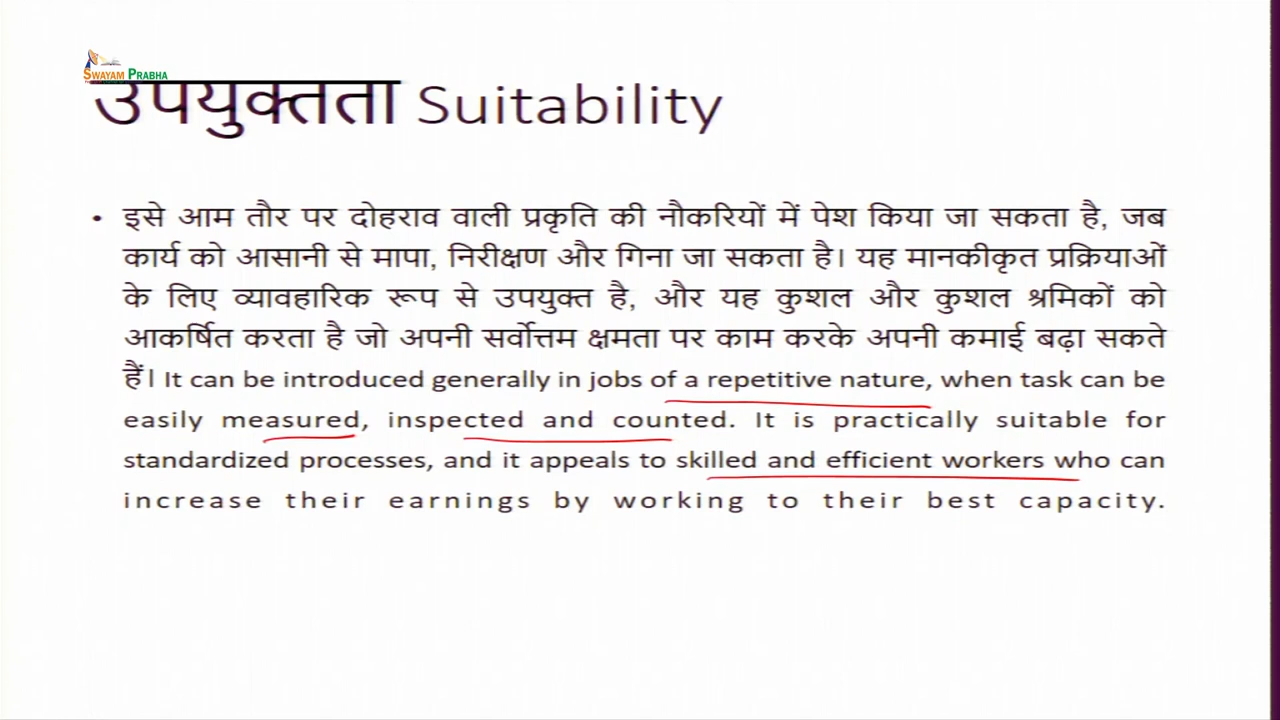 SWAYAM PRABHA
उपयुक्तता Suitability
• इसे आम तौर पर दोहराव वाली प्रकृति की नौकरियों में पेश किया जा सकता है, जब
कार्य को आसानी से मापा, निरीक्षण और गिना जा सकता है। यह मानकीकृत प्रक्रियाओं
के लिए व्यावहारिक रूप से उपयुक्त है, और यह कुशल और कुशल श्रमिकों को
आकर्षित करता है जो अपनी सर्वोत्तम क्षमता पर काम करके अपनी कमाई बढ़ा सकते
हैं। It can be introduced generally in jobs of a repetitive nature, when task can be
easily measured, inspected and counted. It is practically suitable for
standardized processes, and it appeals to skilled and efficient workers who can
increase their earnings by working to their best capacity.